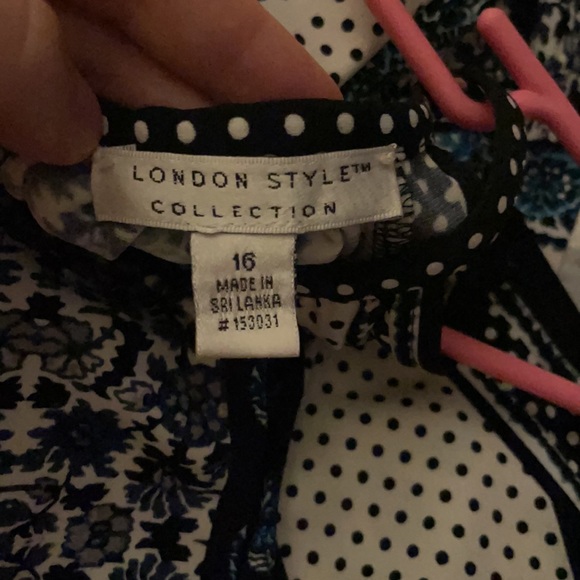 LONDON STYLE™
COLLECTION
16
MADE IN
SRI LANKA
#153031